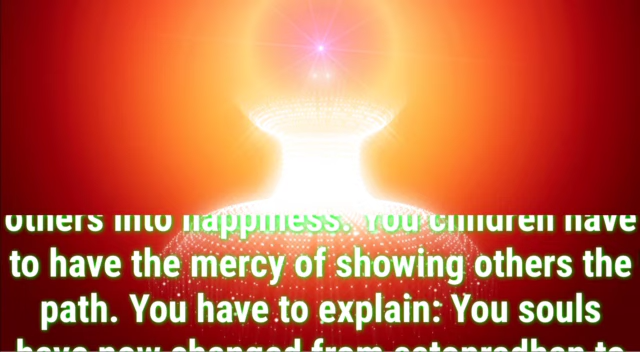 others into happiness. You children have
to have the mercy of showing others the
path. You have to explain: You souls
have now changed from satopradhan to